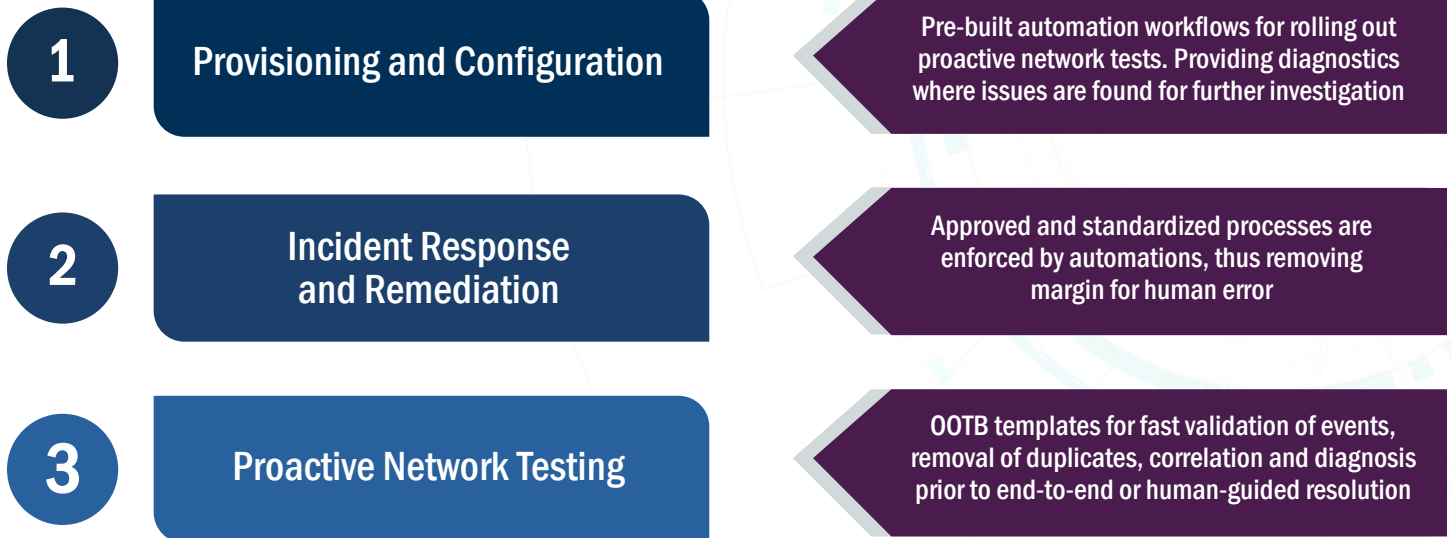 1
Provisioning and Configuration
Pre-built automation workflows for rolling out
proactive network tests. Providing diagnostics
where issues are found for further investigation
2
Incident Response
and Remediation
Approved and standardized processes are
enforced by automations, thus removing
margin for human error
3
Proactive Network Testing
OOTB templates for fast validation of events,
removal of duplicates, correlation and diagnosis
prior to end-to-end or human-guided resolution